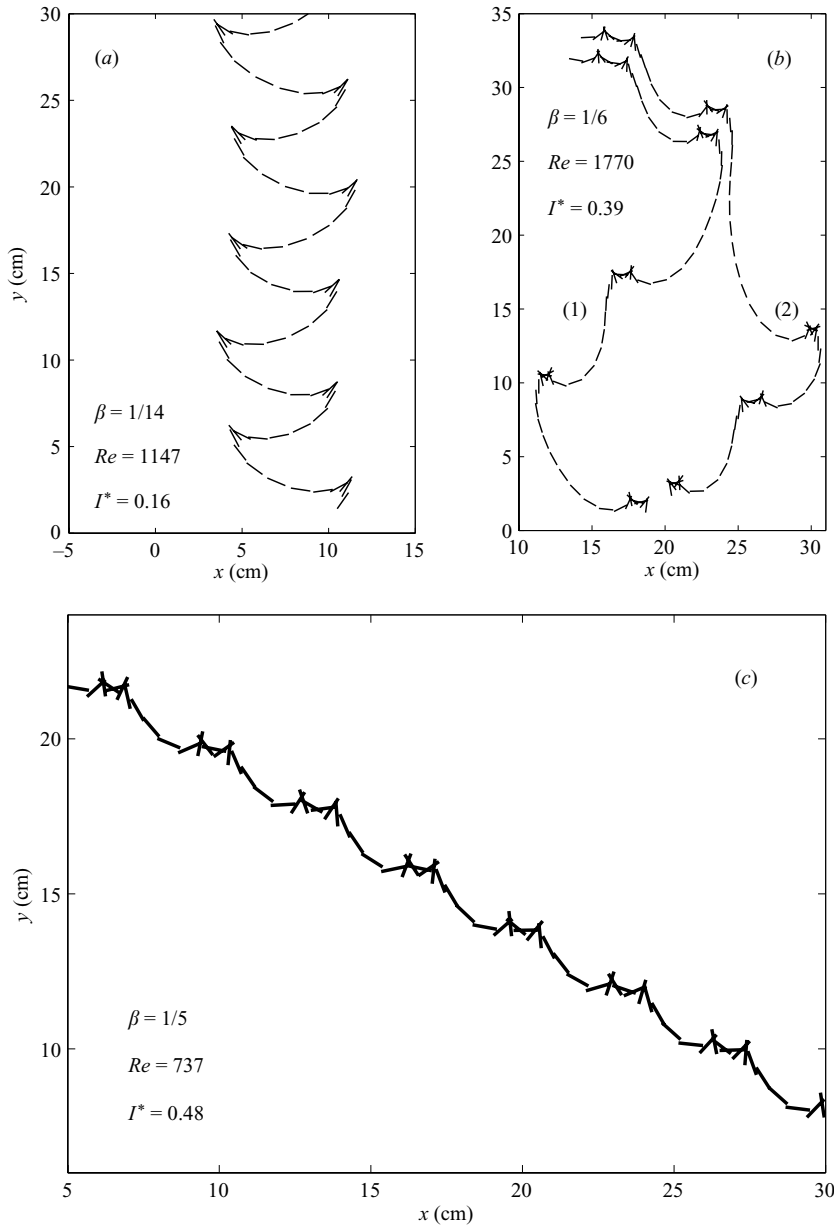 30
25
20
15
10
5
0
–5
0
5
10
15
y (cm)
x (cm)
(a)
β = 1/14
Re = 1147
I* = 0.16
35
30
25
20
15
10
5
0
10
15
20
25
30
x (cm)
(b)
β = 1/6
Re = 1770
I* = 0.39
(1)
(2)
(c)
20
15
10
y (cm)
β = 1/5
Re = 737
I* = 0.48
5
10
15
20
25
30
x (cm)